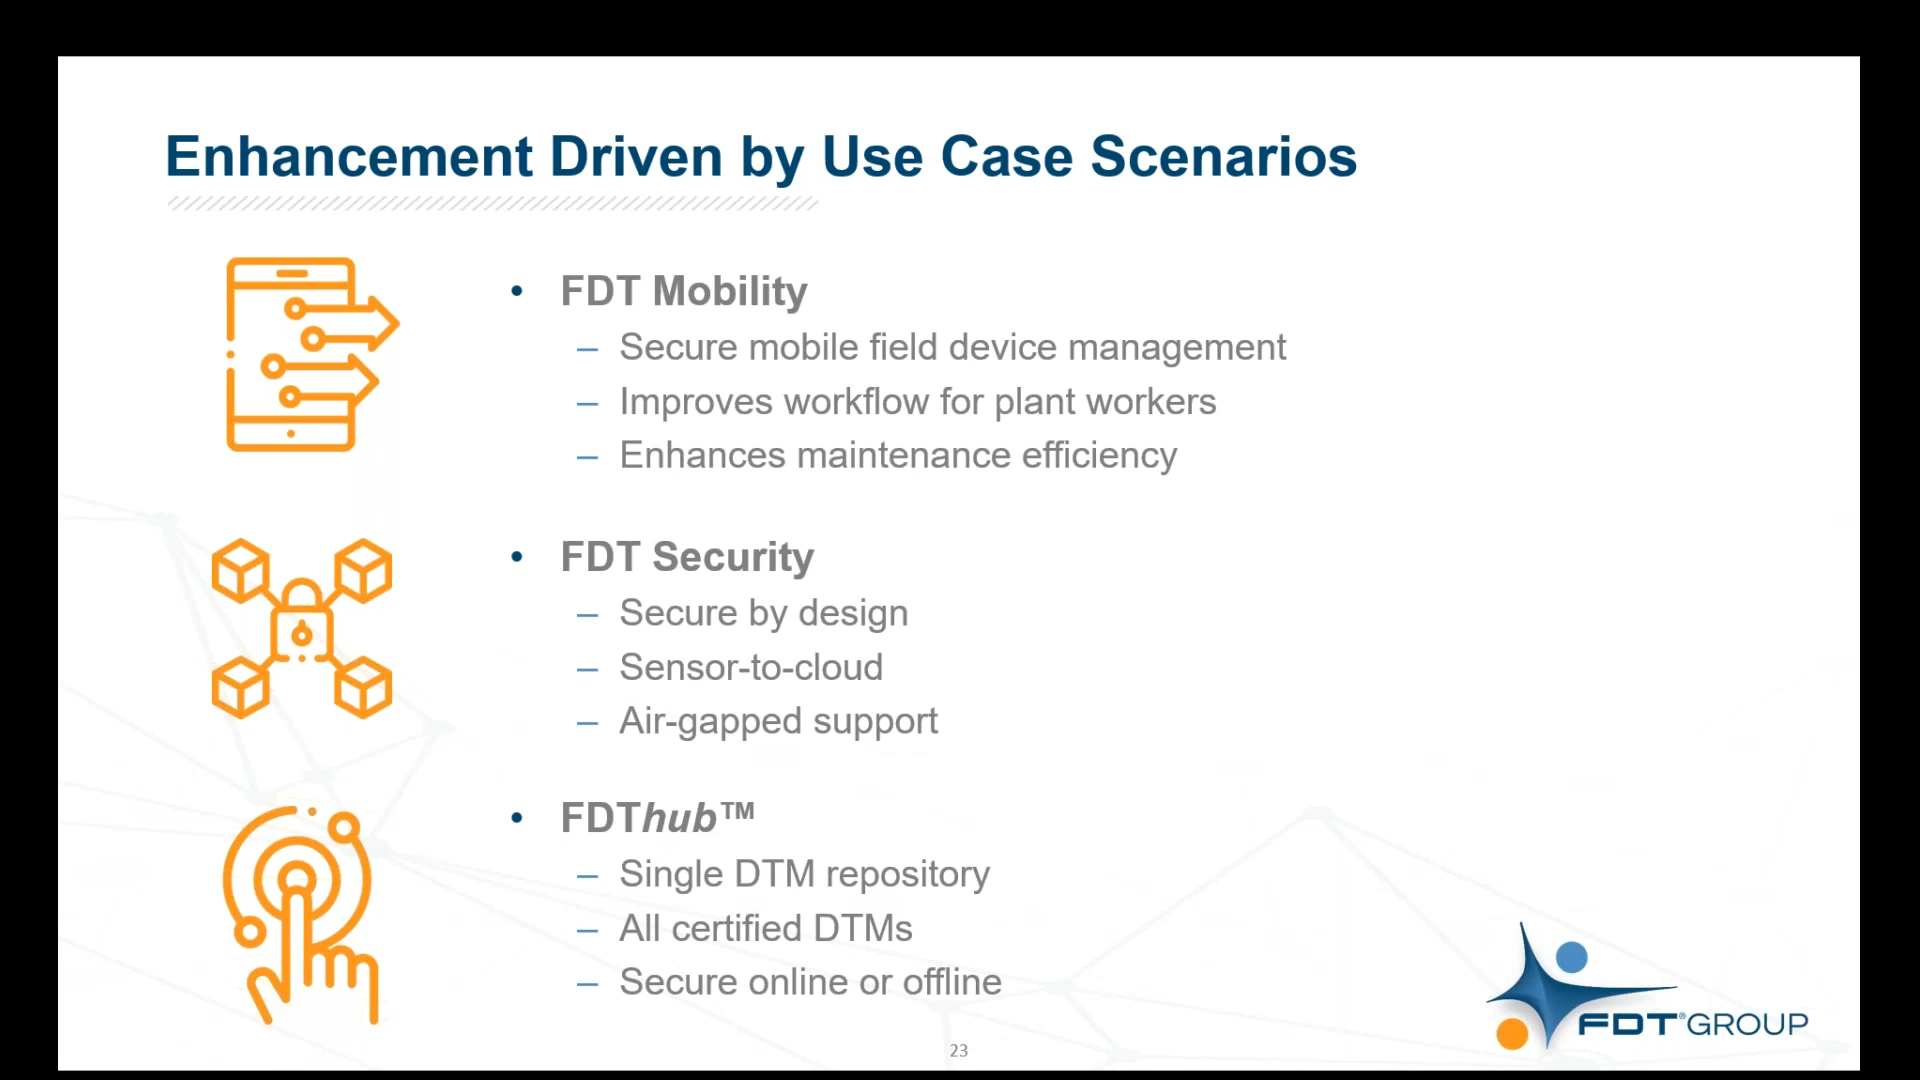 Enhancement Driven by Use Case Scenarios
• FDT Mobility
– Secure mobile field device management
– Improves workflow for plant workers
– Enhances maintenance efficiency
• FDT Security
– Secure by design
– Sensor-to-cloud
– Air-gapped support
• FDThub™
– Single DTM repository
– All certified DTMs
– Secure online or offline
FDT®GROUP
23